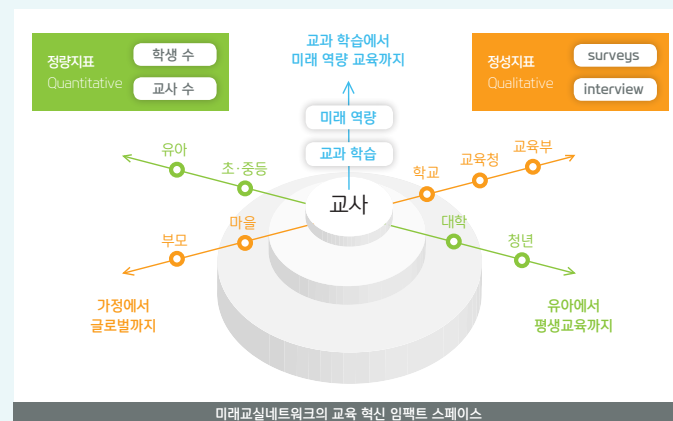 정량지표
Quantitative
학생 수
교사 수
교과 학습에서
미래 역량 교육까지
정성지표
Qualitative
surveys
interview
미래 역량
교과 학습
유아
초·중등
학교
교육청
교육부
교사
부모
마을
대학
청년
가정에서
글로벌까지
유아에서
평생교육까지
미래교실네트워크의 교육 혁신 임팩트 스페이스